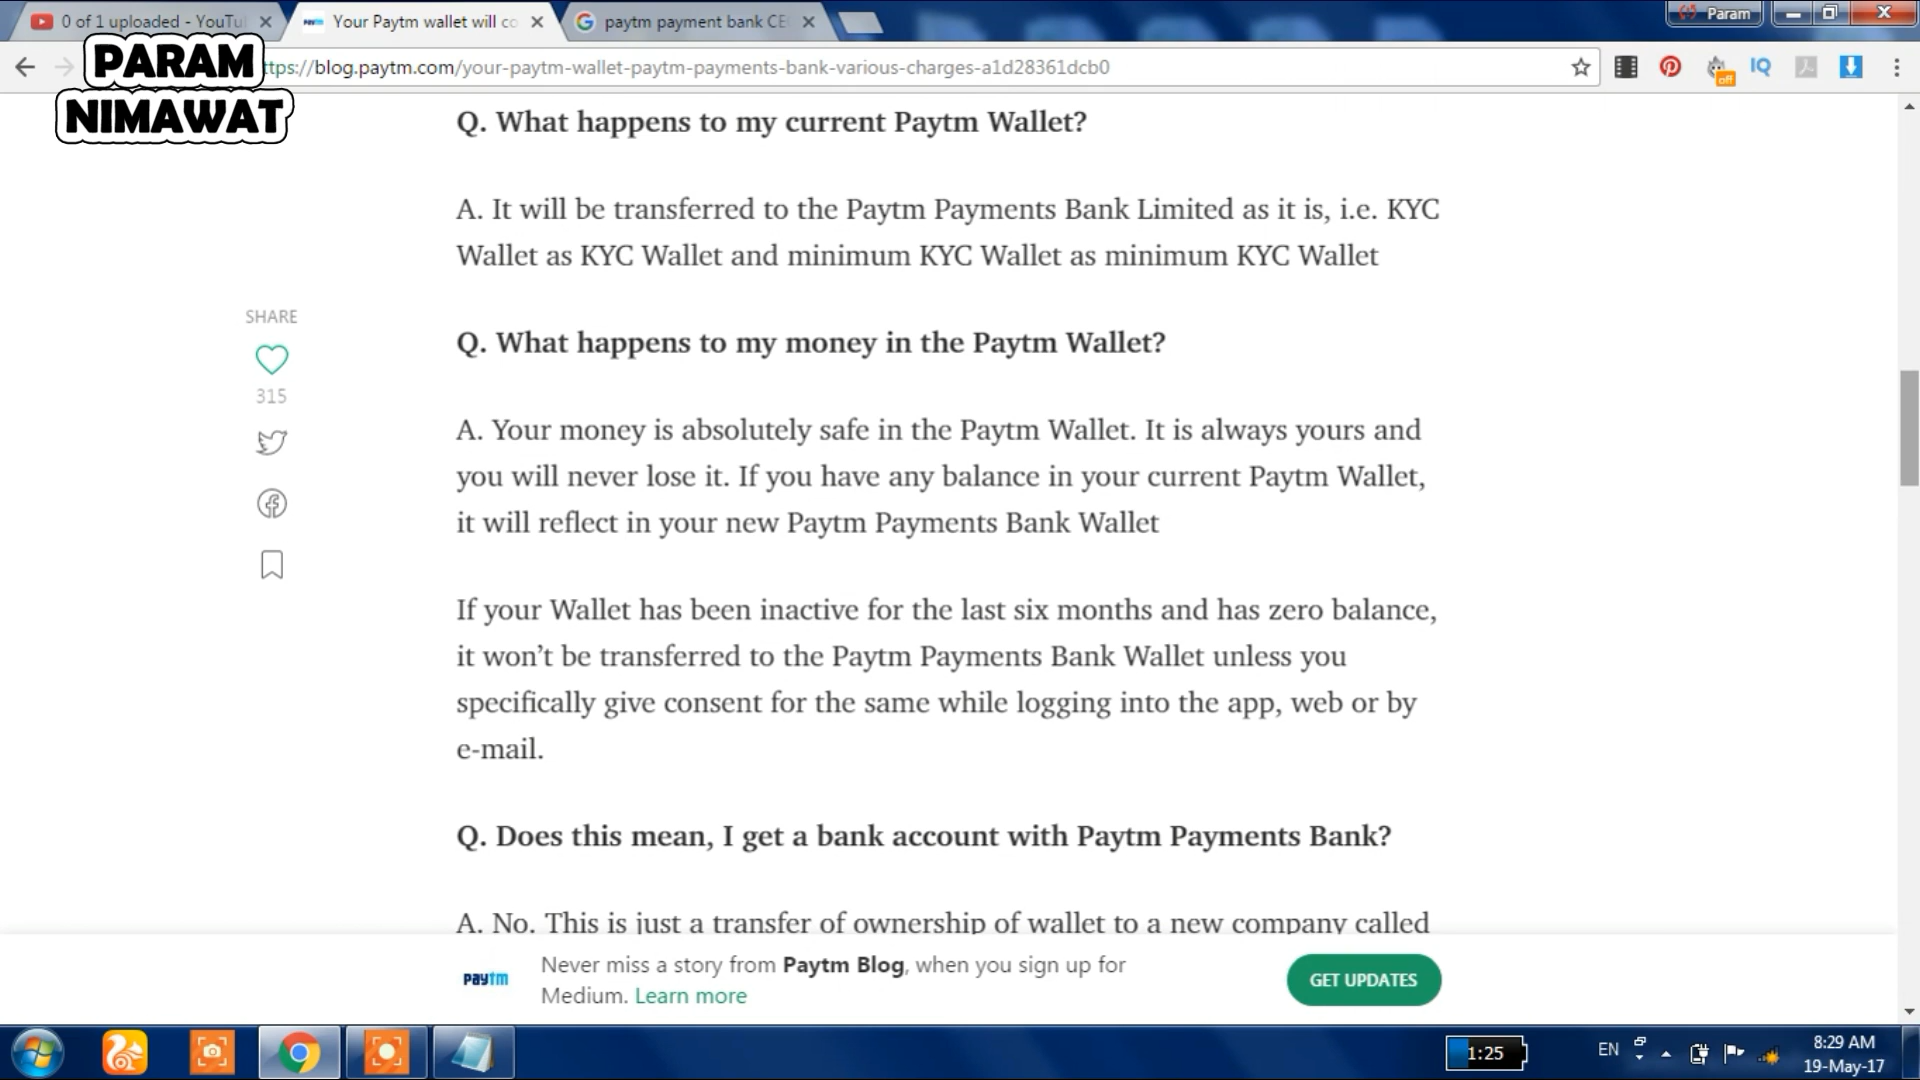 0 of 1 uploaded - YouTu
Your Paytm wallet will co
paytm payment bank CE
Param
PARAM
NIMAWAT
ttps://blog.paytm.com/your-paytm-wallet-paytm-payments-bank-various-charges-a1d28361dcb0
off
IQ
Q. What happens to my current Paytm Wallet?
A. It will be transferred to the Paytm Payments Bank Limited as it is, i.e. KYC
Wallet as KYC Wallet and minimum KYC Wallet as minimum KYC Wallet
SHARE
315
Q. What happens to my money in the Paytm Wallet?
A. Your money is absolutely safe in the Paytm Wallet. It is always yours and
you will never lose it. If you have any balance in your current Paytm Wallet,
it will reflect in your new Paytm Payments Bank Wallet
If your Wallet has been inactive for the last six months and has zero balance,
it won’t be transferred to the Paytm Payments Bank Wallet unless you
specifically give consent for the same while logging into the app, web or by
e-mail.
Q. Does this mean, I get a bank account with Paytm Payments Bank?
A. No. This is just a transfer of ownership of wallet to a new company called
paytm
Never miss a story from Paytm Blog, when you sign up for
Medium. Learn more
GET UPDATES
1:25
EN
8:29 AM
19-May-17